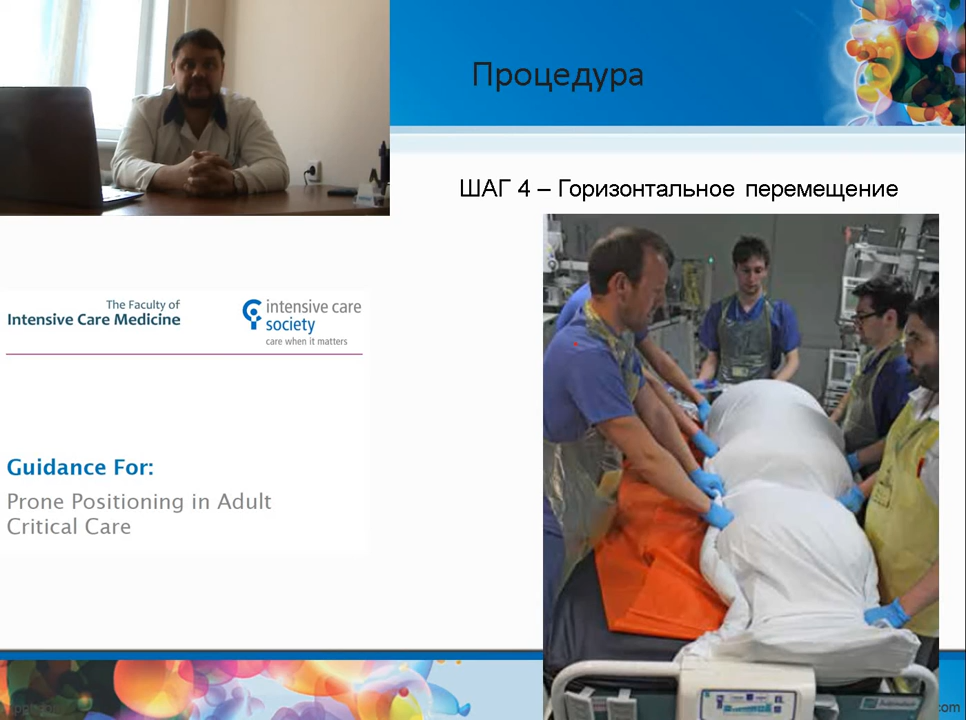 Процедура
ШАГ 4 – Горизонтальное перемещение
The Faculty of
Intensive Care Medicine
intensive care
society
care when it matters
Guidance For:
Prone Positioning in Adult
Critical Care
com